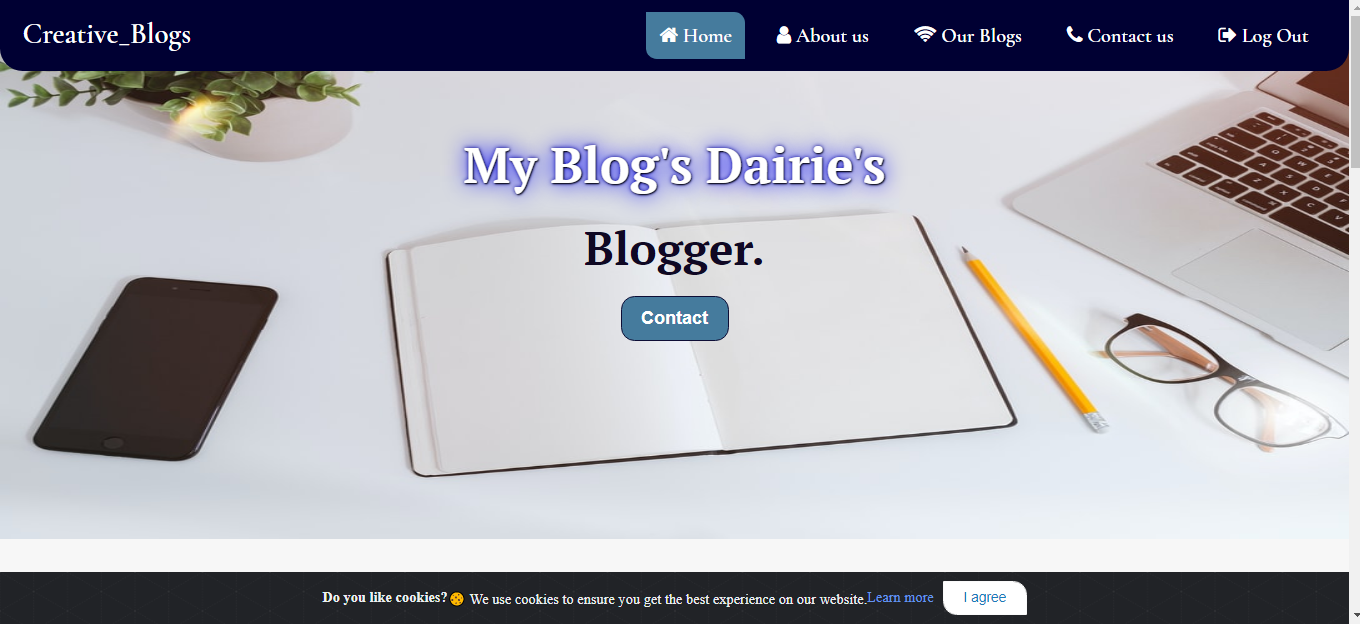 Creative_Blogs
Home About us Our Blogs Contact us Log Out
My Blog's Dairie's
Blogger.
Contact
Do you like cookies? We use cookies to ensure you get the best experience on our website.Learn more I agree